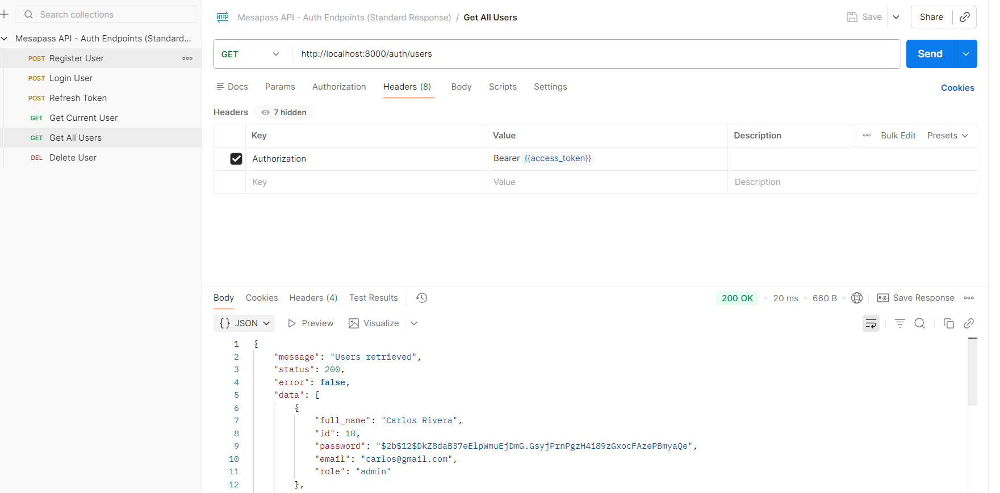 Search collections
Mesapass API - Auth Endpoints (Standard...
POST Register User
POST Login User
POST Refresh Token
GET Get Current User
GET Get All Users
DEL Delete User
HTTP Mesapass API - Auth Endpoints (Standard Response) / Get All Users
Save
Share
GET http://localhost:8000/auth/users
Send
Docs Params Authorization Headers (8) Body Scripts Settings
Cookies
Headers 7 hidden
Key Value Description Bulk Edit Presets
Authorization Bearer {{access_token}}
Key Value Description
Body Cookies Headers (4) Test Results
200 OK • 20 ms • 660 B • e.g. Save Response
{} JSON Preview Visualize
1 {
2 "message": "Users retrieved",
3 "status": 200,
4 "error": false,
5 "data": [
6 {
7 "full_name": "Carlos Rivera",
8 "id": 18,
9 "password": "$2b$12$DkZ8daB37eElpWmuEjDmG.GsyjPrnPgzH4i89zGxocFAzePBmyaQe",
10 "email": "carlos@gmail.com",
11 "role": "admin"
12 },